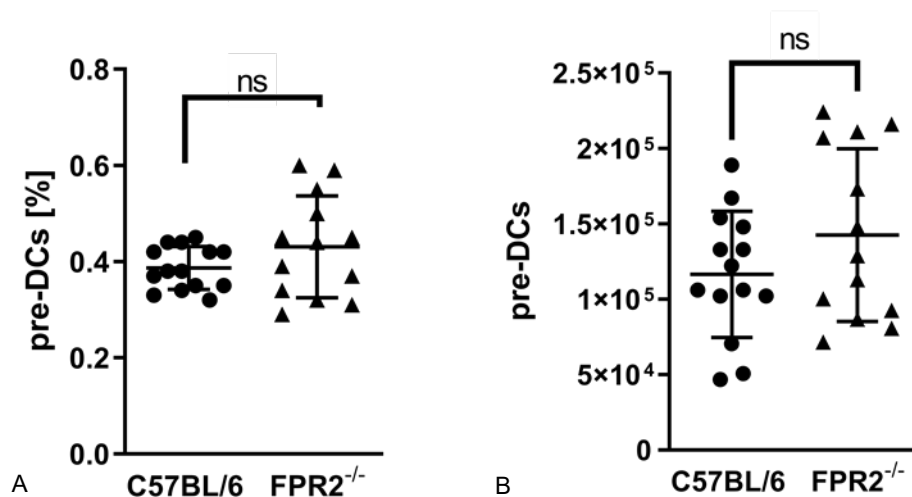 ns
0.8
0.6
0.4
0.2
0.0
pre-DCs [%]
C57BL/6 FPR2⁻/⁻
A
ns
2.5×10⁵
2×10⁵
1.5×10⁵
1×10⁵
5×10⁴
0
pre-DCs
C57BL/6 FPR2⁻/⁻
B